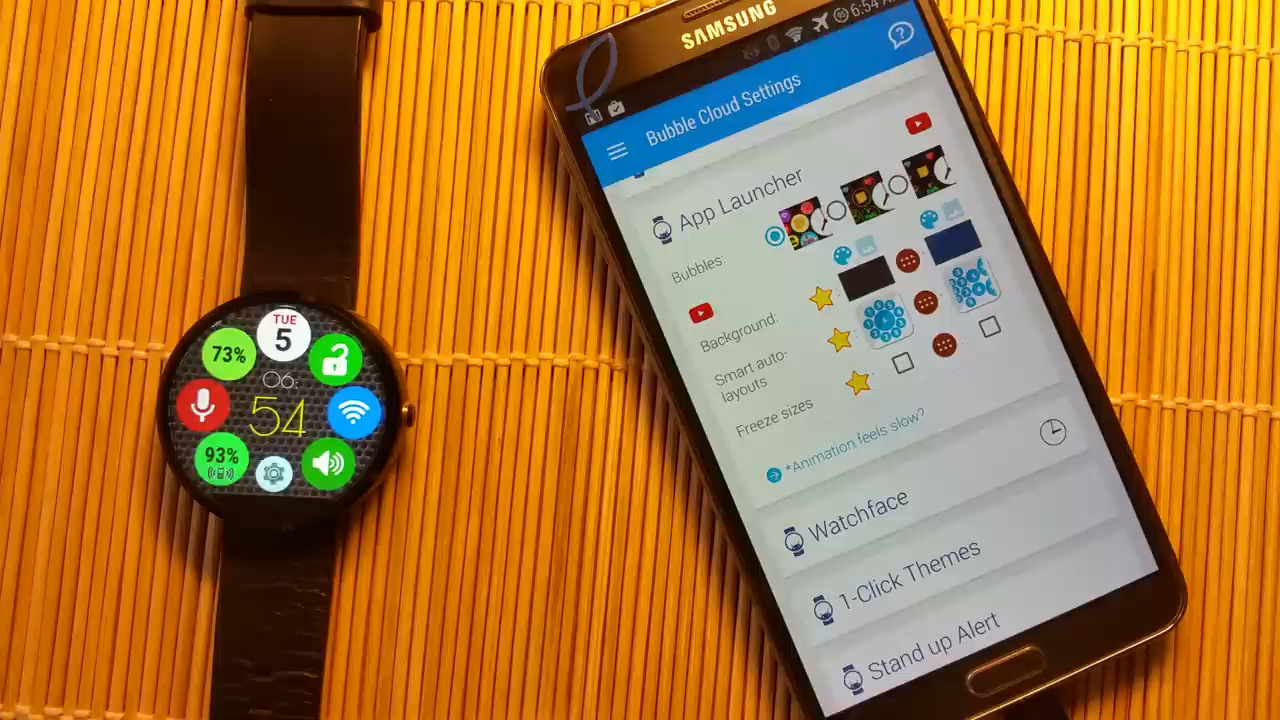 TUE
5
73%
06:
54
93%
SAMSUNG
6:54 A
Bubble Cloud Settings
App Launcher
Bubbles:
Background:
Smart auto-
layouts
Freeze sizes
*Animation feels slow?
Watchface
1-Click Themes
Stand up Alert